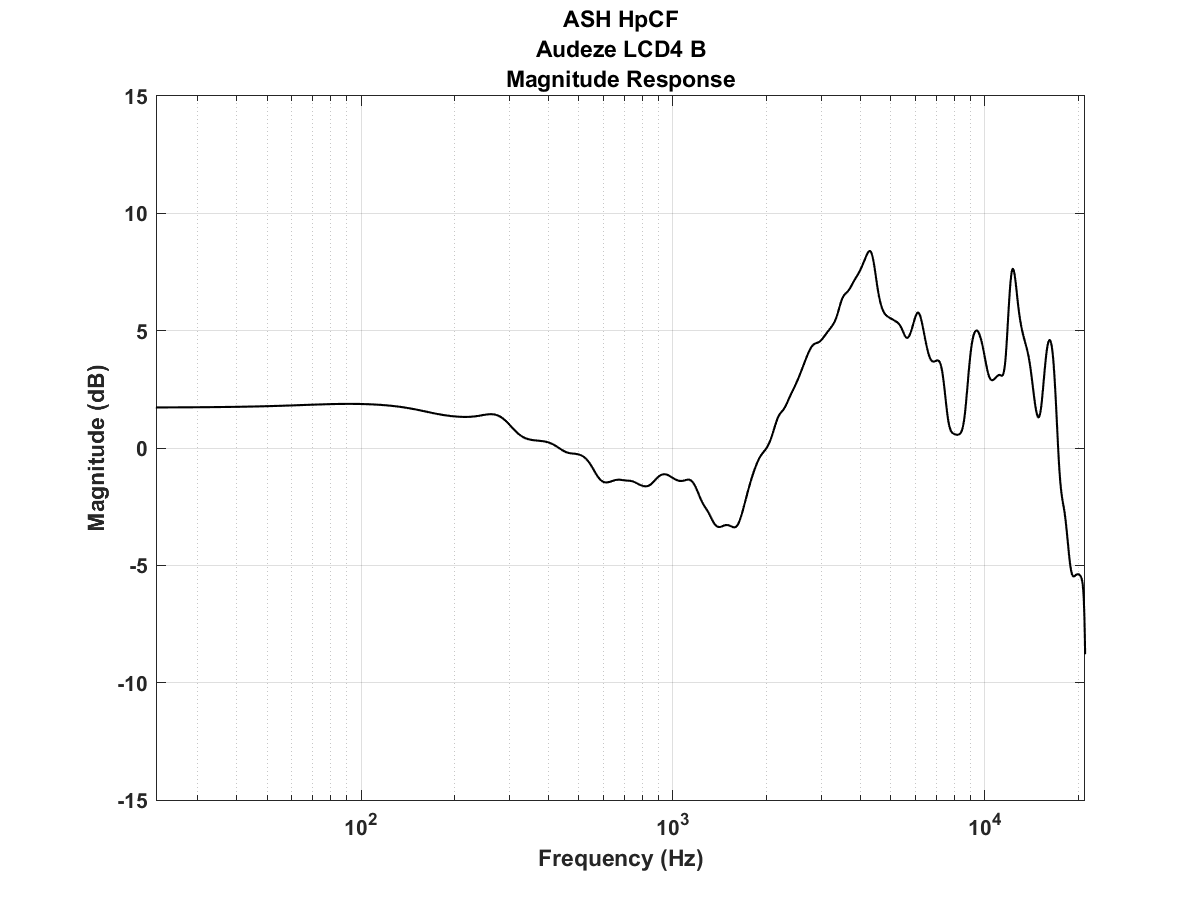 ASH HpCF
Audeze LCD4 B
Magnitude Response
15
10
5
0
-5
-10
-15
Magnitude (dB)
10²
10³
10⁴
Frequency (Hz)